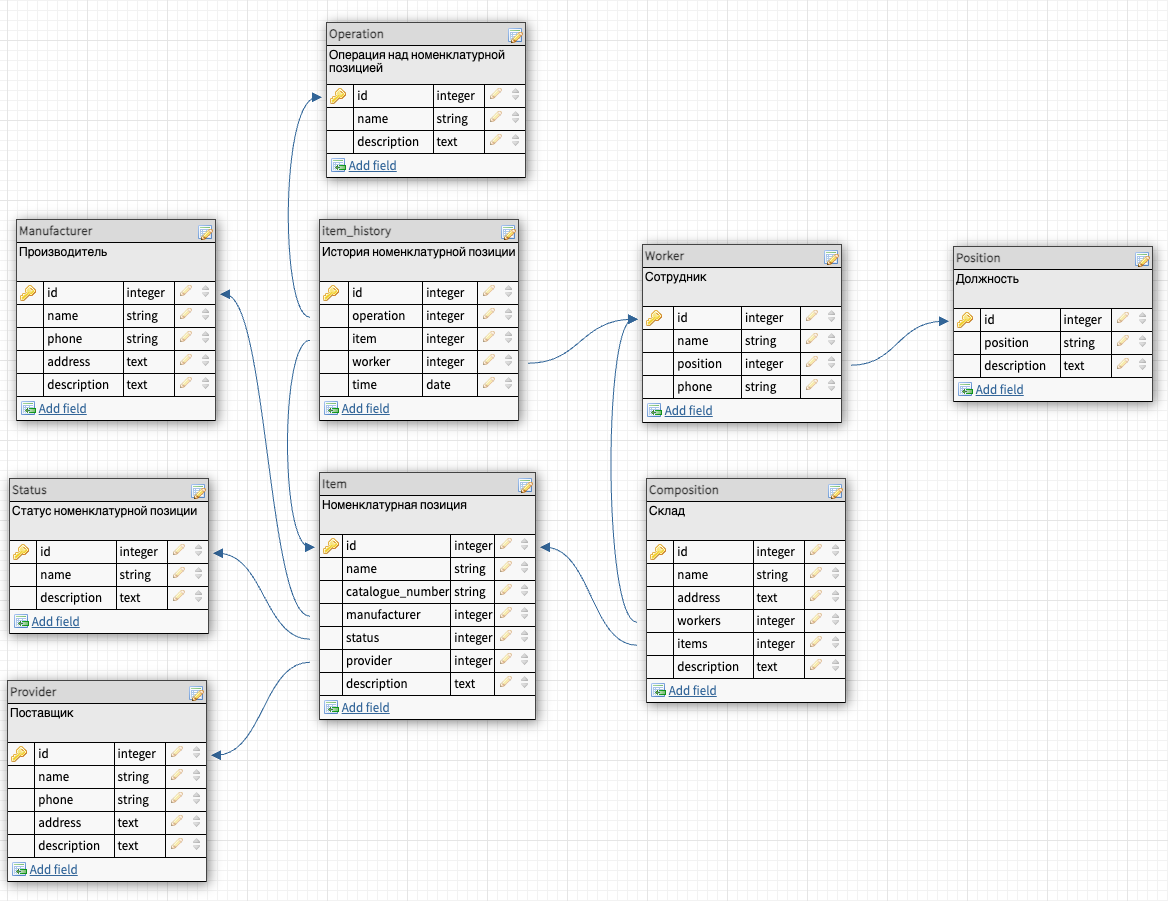 Operation
Операция над номенклатурной
позицией
id integer
name string
description text
Add field
Manufacturer
Производитель
id integer
name string
phone string
address text
description text
Add field
item_history
История номенклатурной позиции
id integer
operation integer
item integer
worker integer
time date
Add field
Worker
Сотрудник
id integer
name string
position integer
phone string
Add field
Position
Должность
id integer
position string
description text
Add field
Status
Статус номенклатурной позиции
id integer
name string
description text
Add field
Item
Номенклатурная позиция
id integer
name string
catalogue_number string
manufacturer integer
status integer
provider integer
description text
Add field
Composition
Склад
id integer
name string
address text
workers integer
items integer
description text
Add field
Provider
Поставщик
id integer
name string
phone string
address text
description text
Add field